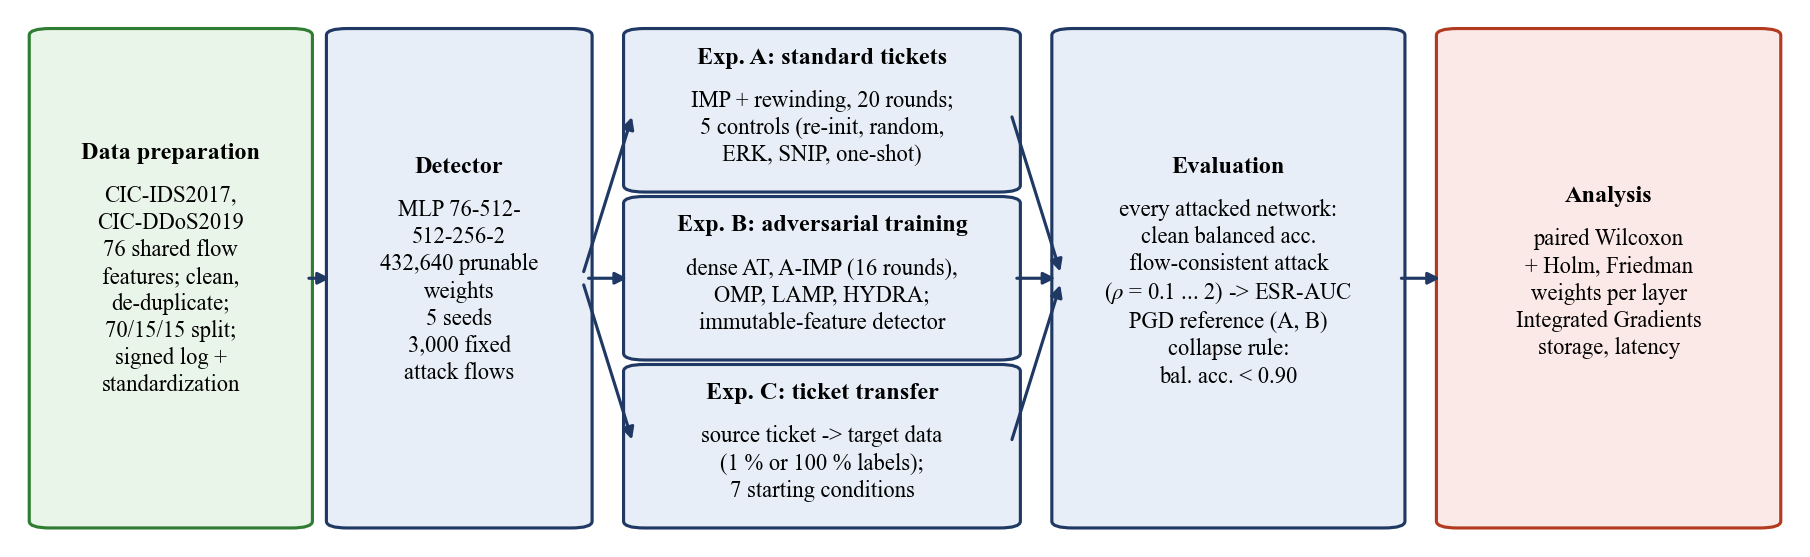 Data preparation
CIC-IDS2017,
CIC-DDoS2019
76 shared flow
features; clean,
de-duplicate;
70/15/15 split;
signed log +
standardization
Detector
MLP 76-512-
512-256-2
432,640 prunable
weights
5 seeds
3,000 fixed
attack flows
Exp. A: standard tickets
IMP + rewinding, 20 rounds;
5 controls (re-init, random,
ERK, SNIP, one-shot)
Exp. B: adversarial training
dense AT, A-IMP (16 rounds),
OMP, LAMP, HYDRA;
immutable-feature detector
Exp. C: ticket transfer
source ticket -> target data
(1 % or 100 % labels);
7 starting conditions
Evaluation
every attacked network:
clean balanced acc.
flow-consistent attack
(ρ = 0.1 ... 2) -> ESR-AUC
PGD reference (A, B)
collapse rule:
bal. acc. < 0.90
Analysis
paired Wilcoxon
+ Holm, Friedman
weights per layer
Integrated Gradients
storage, latency